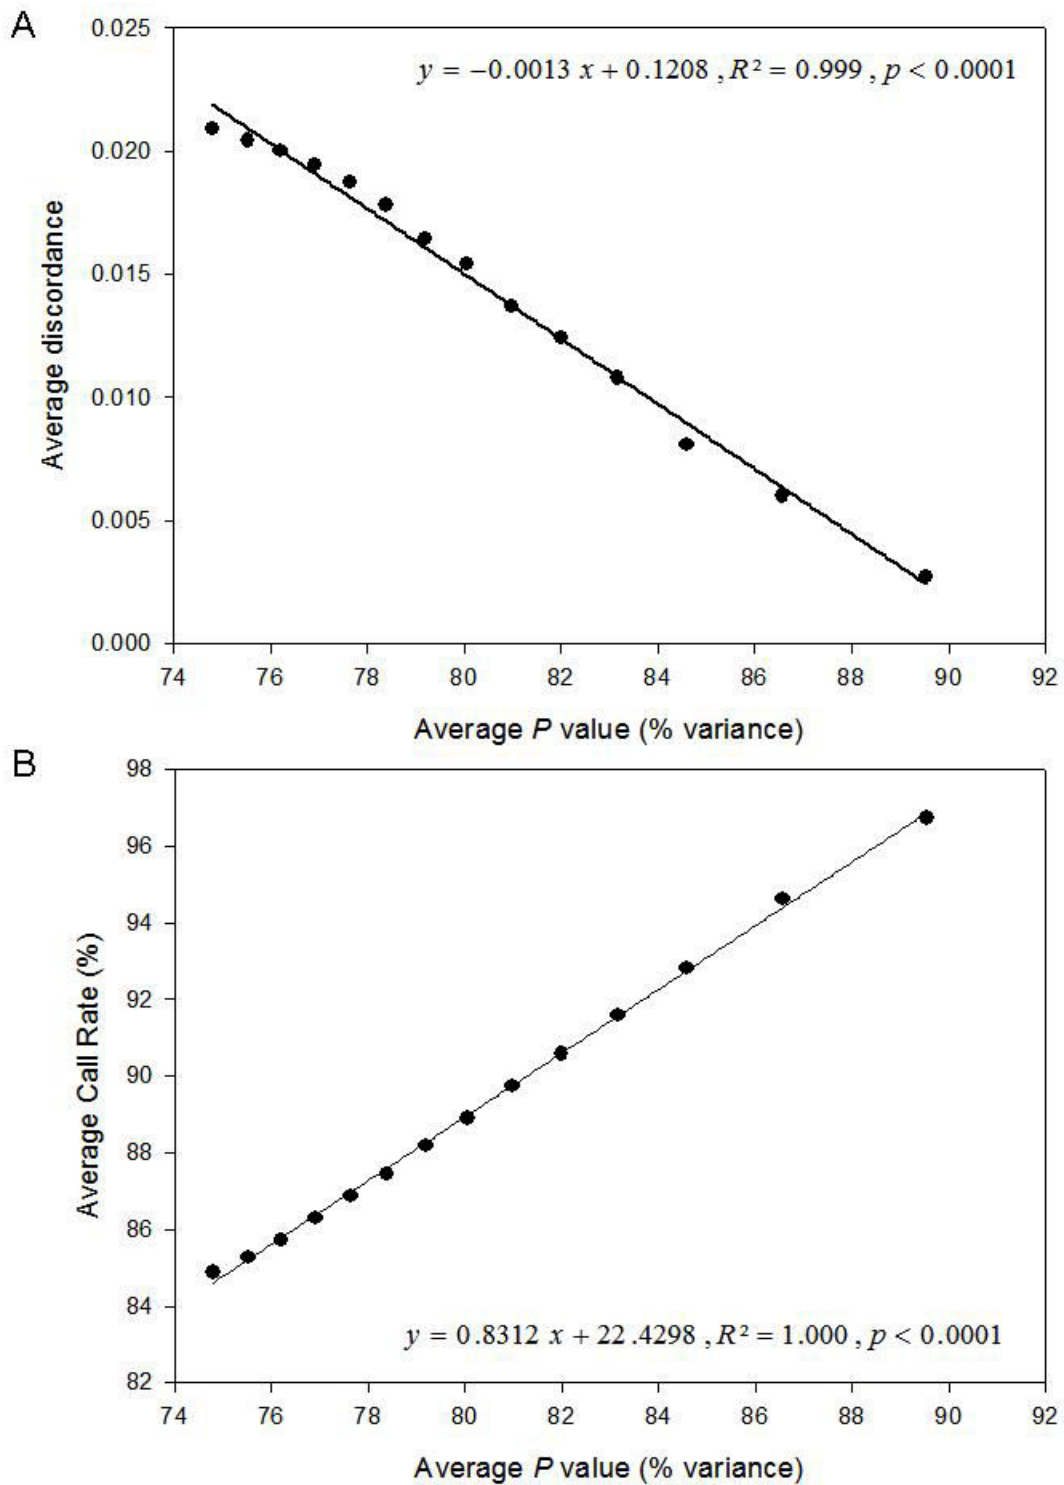 A
0.025
y = −0.0013 x + 0.1208 , R² = 0.999 , p < 0.0001
0.020
0.015
0.010
0.005
0.000
Average discordance
74 76 78 80 82 84 86 88 90 92
Average P value (% variance)
B
98
96
94
92
90
88
86
84
82
Average Call Rate (%)
y = 0.8312 x + 22.4298 , R² = 1.000 , p < 0.0001
74 76 78 80 82 84 86 88 90 92
Average P value (% variance)